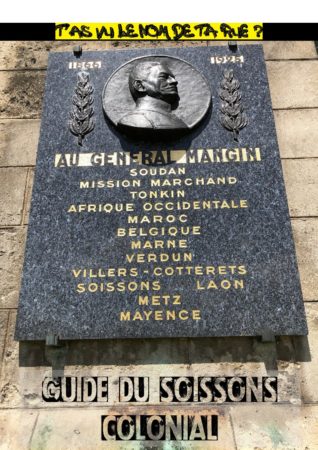 T'AS VU LE NOM DE TA RUE ?
1866 1925
AU GENERAL MANGIN
SOUDAN
MISSION MARCHAND
TONKIN
AFRIQUE OCCIDENTALE
MAROC
BELGIQUE
MARNE
VERDUN
VILLERS-COTTERETS
SOISSONS LAON
METZ
MAYENCE
GUIDE DU SOISSONS
COLONIAL